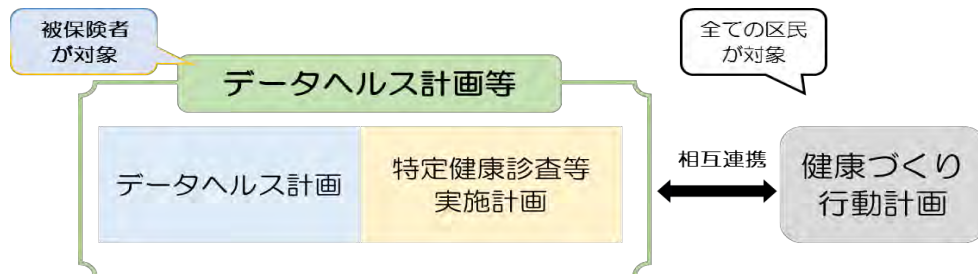 被保険者
が対象
全ての区民
が対象
データヘルス計画等
データヘルス計画
特定健康診査等
実施計画
相互連携
健康づくり
行動計画